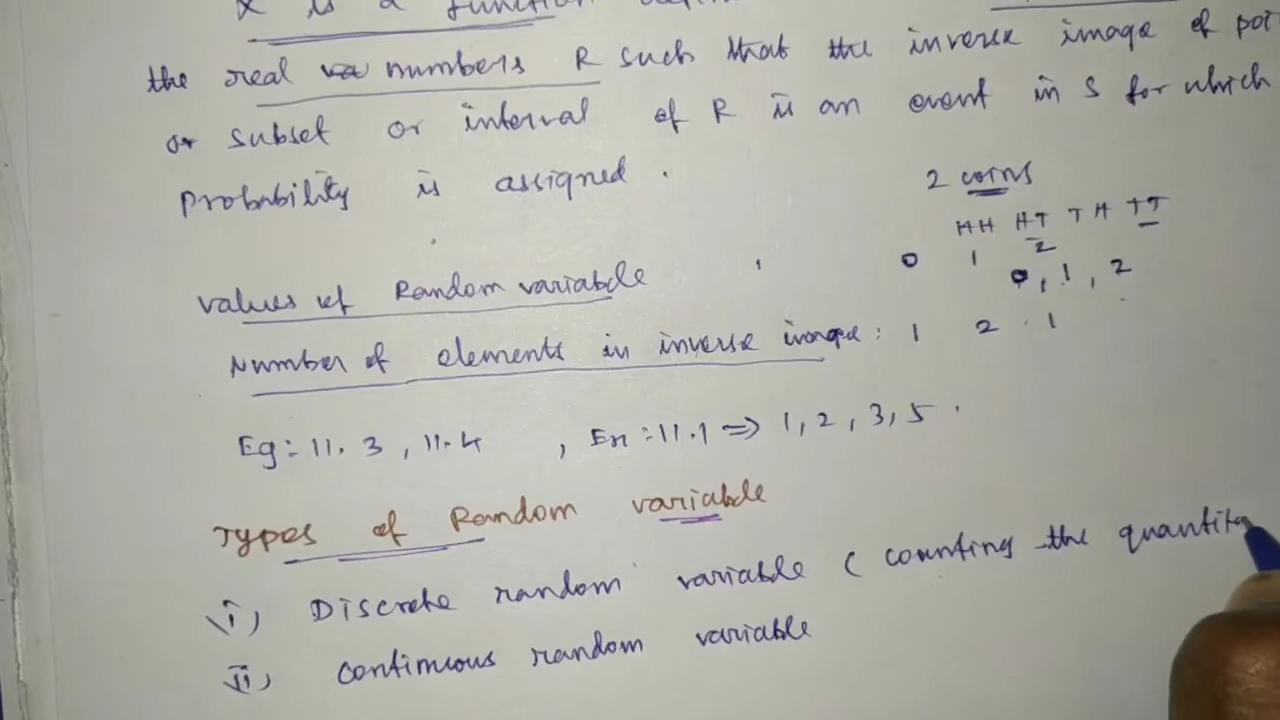 X is a function defin
the real numbers R such that the inverse image of poi
or subset or interval of R is an event in S for which
Probability is assigned.
2 coins
HH HT TH TT
values of Random variable
0 1 2
0, 1, 2
Number of elements in inverse image: 1 2 1
Eg: 11.3, 11.4, Ex: 11.1 ⇒ 1, 2, 3, 5.
Types of Random variable
i) Discrete random variable ( counting the quantity
ii) continuous random variable